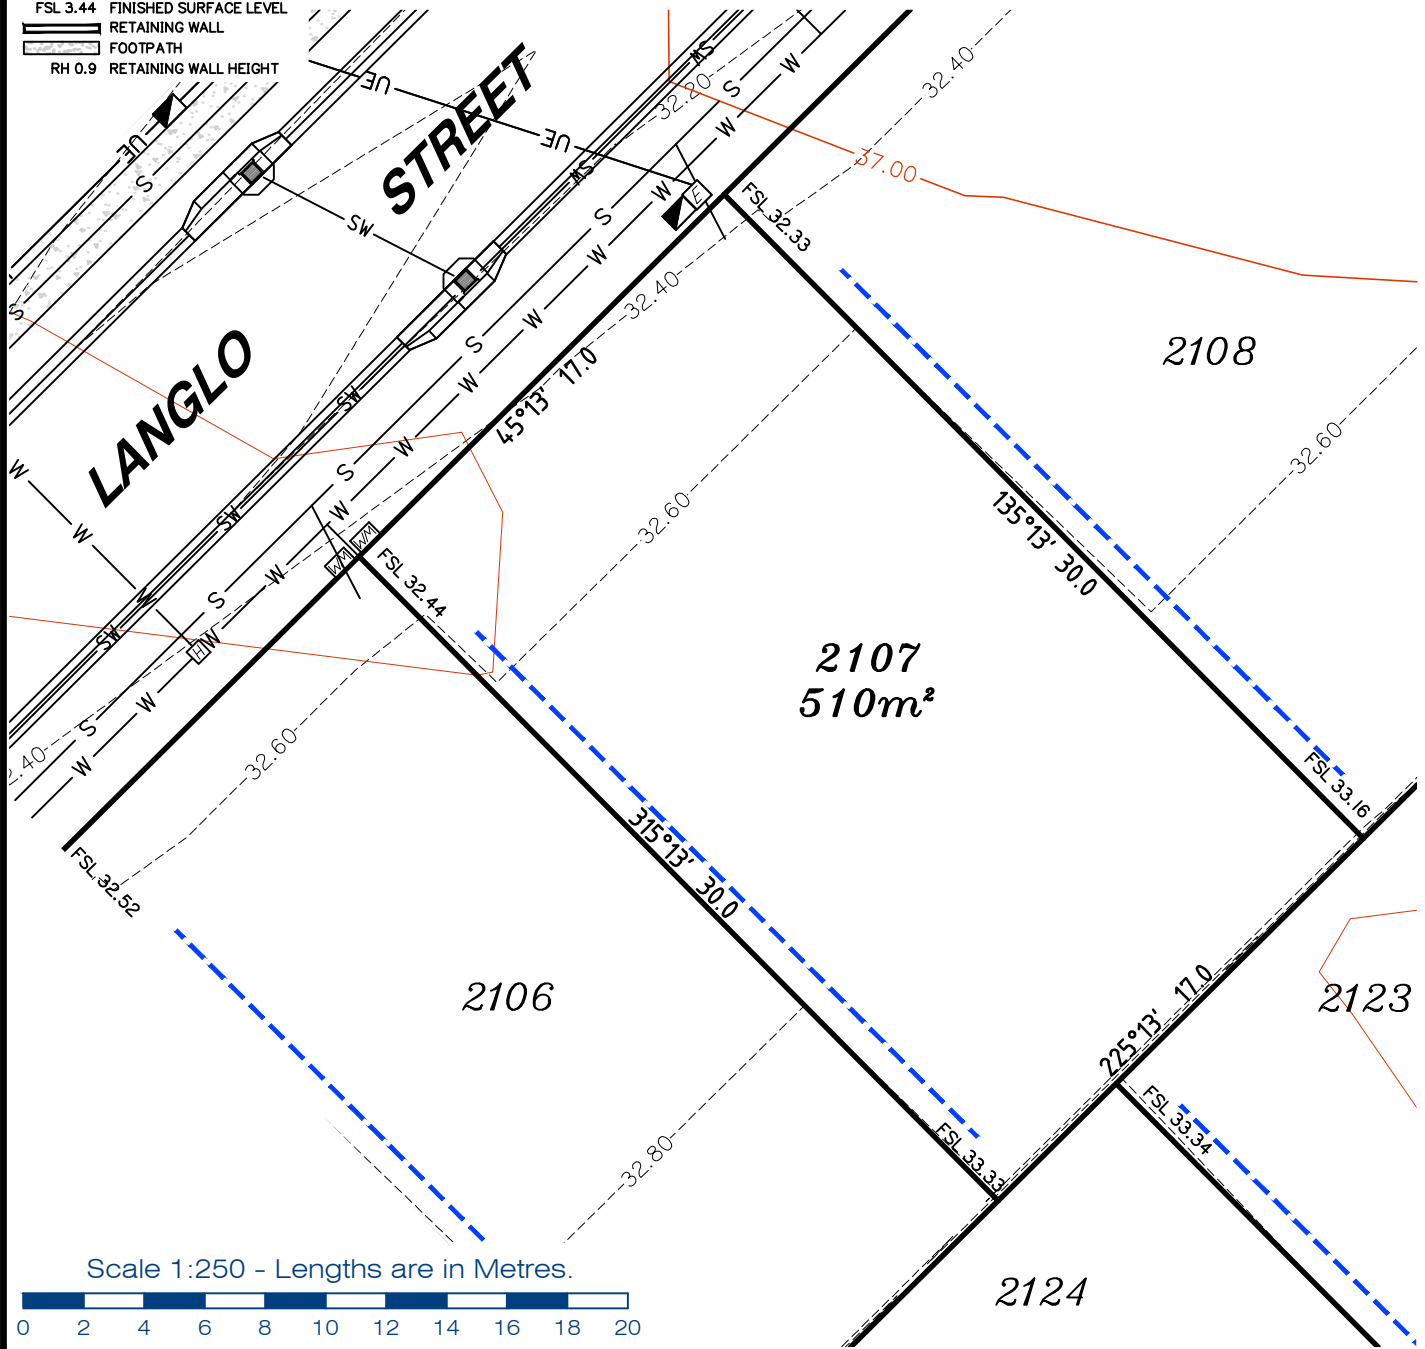 FSL 3.44 FINISHED SURFACE LEVEL
RETAINING WALL
FOOTPATH
RH 0.9 RETAINING WALL HEIGHT
UE
UE
UE
S
S
SW
SW
SW
SW
SW
SW
STREET
LANGLO
32.20
32.40
37.00
S
W
W
S
W
W
E
S
W
W
S
W
W
S
W
W
S
W
W
S
W
W
W
W
W
H
WM
WM
FSL 32.33
32.40
45°13' 17.0
2108
32.60
32.60
135°13' 30.0
FSL 32.44
2107
510m²
32.60
2.40
FSL 32.52
315°13' 30.0
FSL 33.16
2106
2123
225°13' 17.0
32.80
FSL 33.33
FSL 33.34
2124
Scale 1:250 - Lengths are in Metres.
0 2 4 6 8 10 12 14 16 18 20